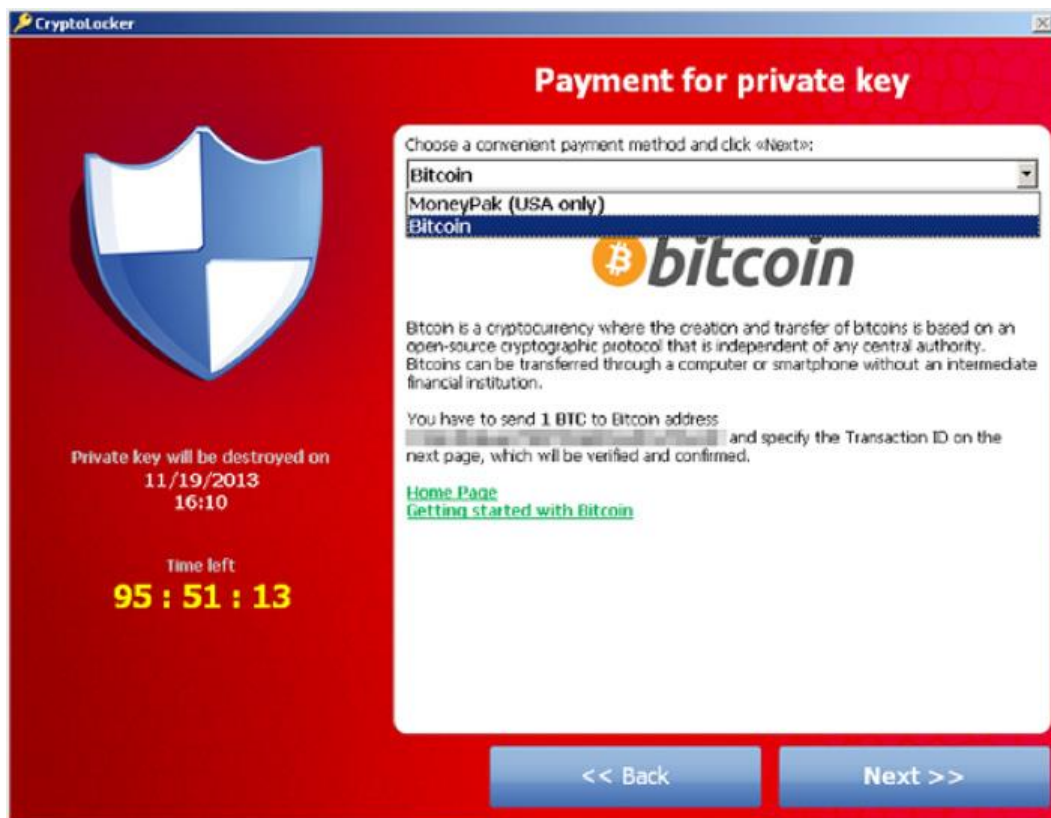 CryptoLocker
Payment for private key
Choose a convenient payment method and click «Next»:
Bitcoin
MoneyPak (USA only)
Bitcoin
bitcoin
Bitcoin is a cryptocurrency where the creation and transfer of bitcoins is based on an
open-source cryptographic protocol that is independent of any central authority.
Bitcoins can be transferred through a computer or smartphone without an intermediate
financial institution.
You have to send 1 BTC to Bitcoin address
and specify the Transaction ID on the
next page, which will be verified and confirmed.
Home Page
Getting started with Bitcoin
Private key will be destroyed on
11/19/2013
16:10
Time left
95 : 51 : 13
<< Back
Next >>